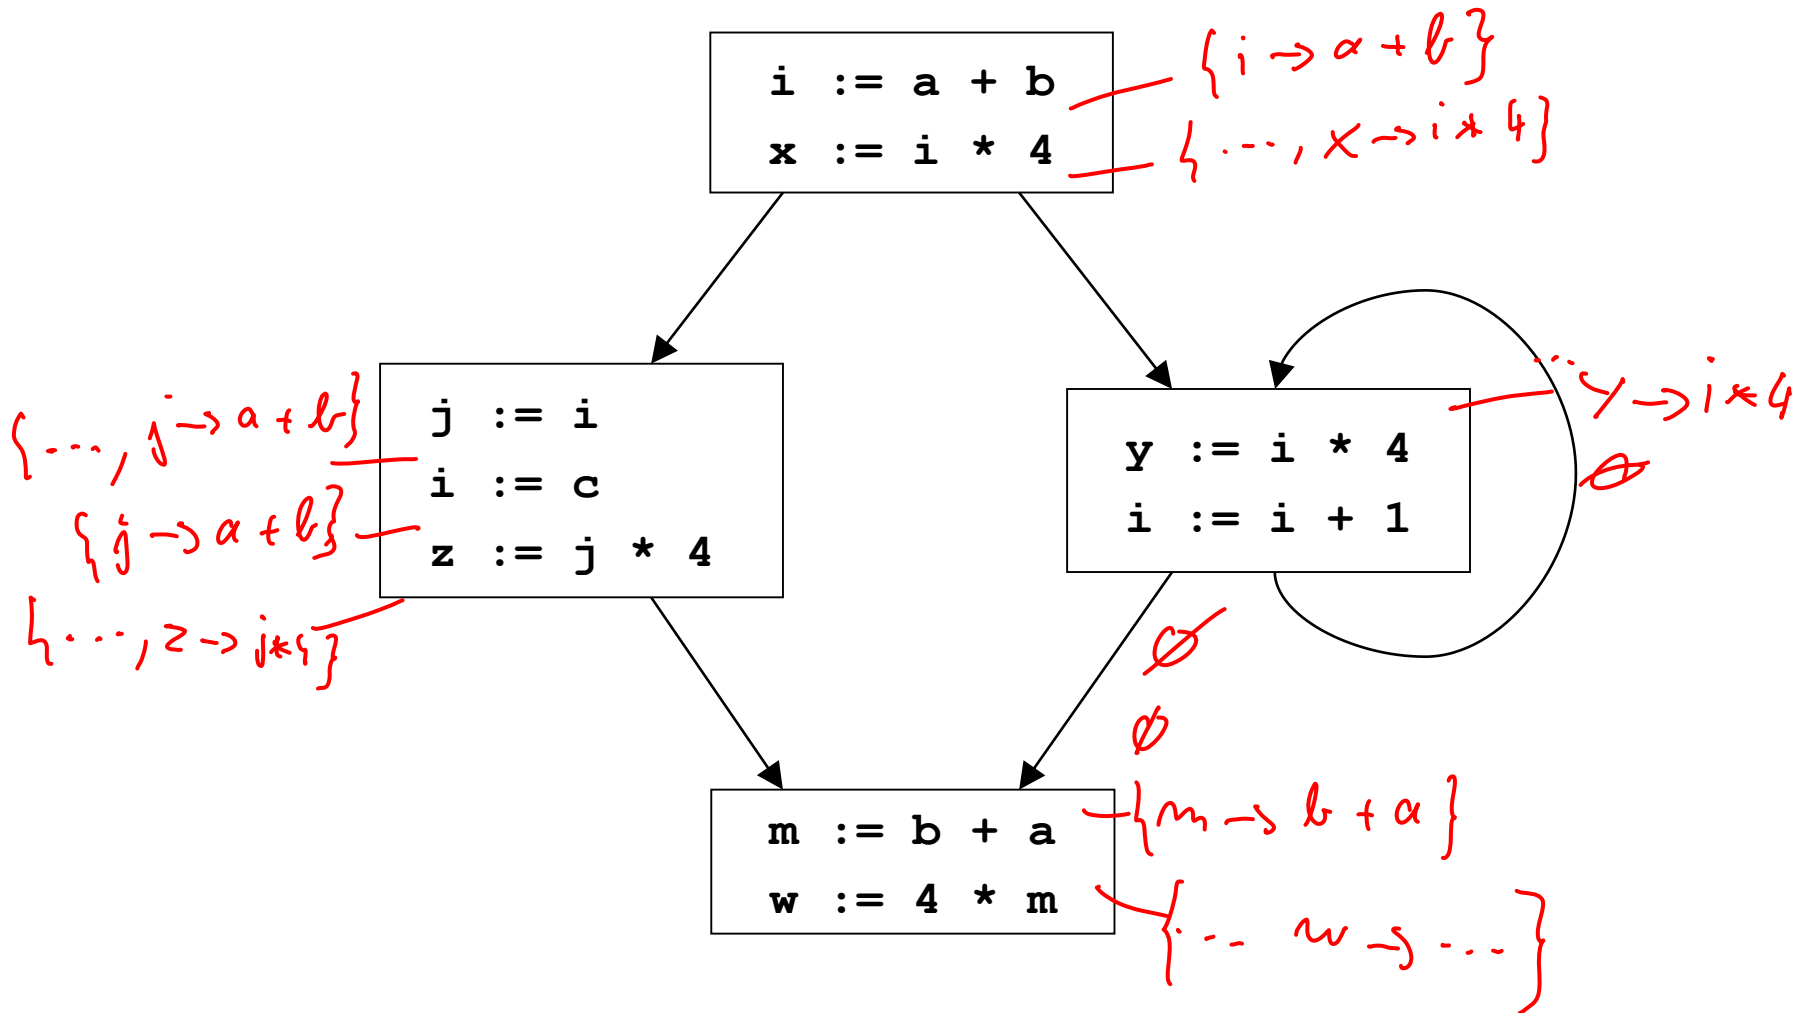 i := a + b
x := i * 4
{i → a + b}
{..., x → i * 4}
j := i
i := c
z := j * 4
{..., j → a + b}
{j → a + b}
{..., z → j*4}
y := i * 4
i := i + 1
... y → i * 4
∅
∅
∅
m := b + a
w := 4 * m
{m → b + a}
{... w → ...}